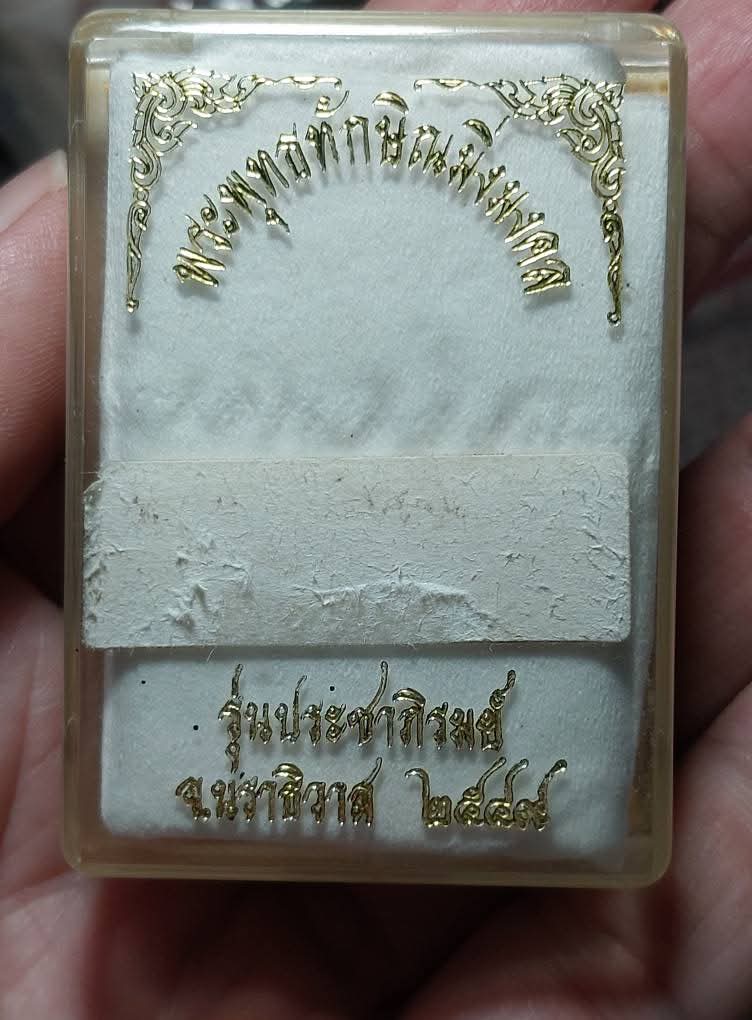 พระพุทธทักษิณมิ่งมงคล
รุ่นประชาภิรมย์
จ.นราธิวาส ๒๕๔๙